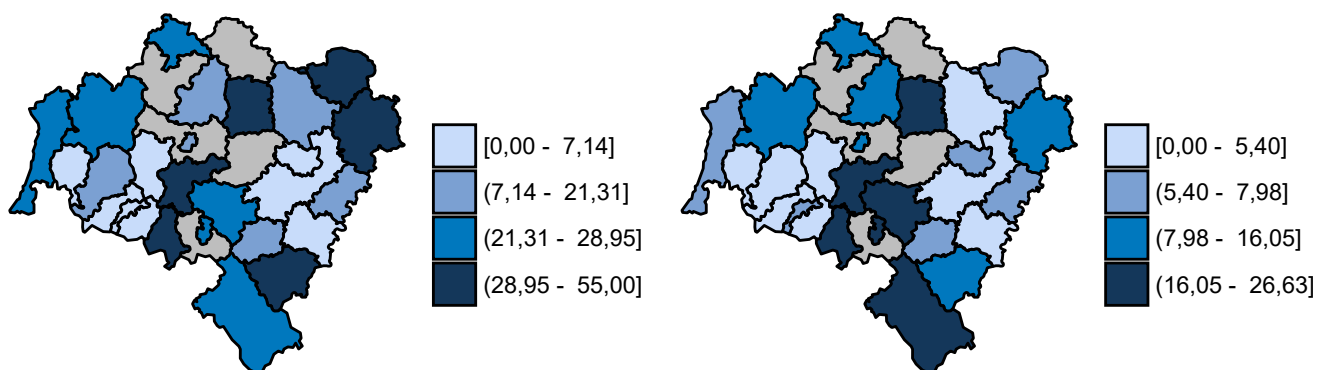 [0,00 - 7,14]
(7,14 - 21,31]
(21,31 - 28,95]
(28,95 - 55,00]
[0,00 - 5,40]
(5,40 - 7,98]
(7,98 - 16,05]
(16,05 - 26,63]